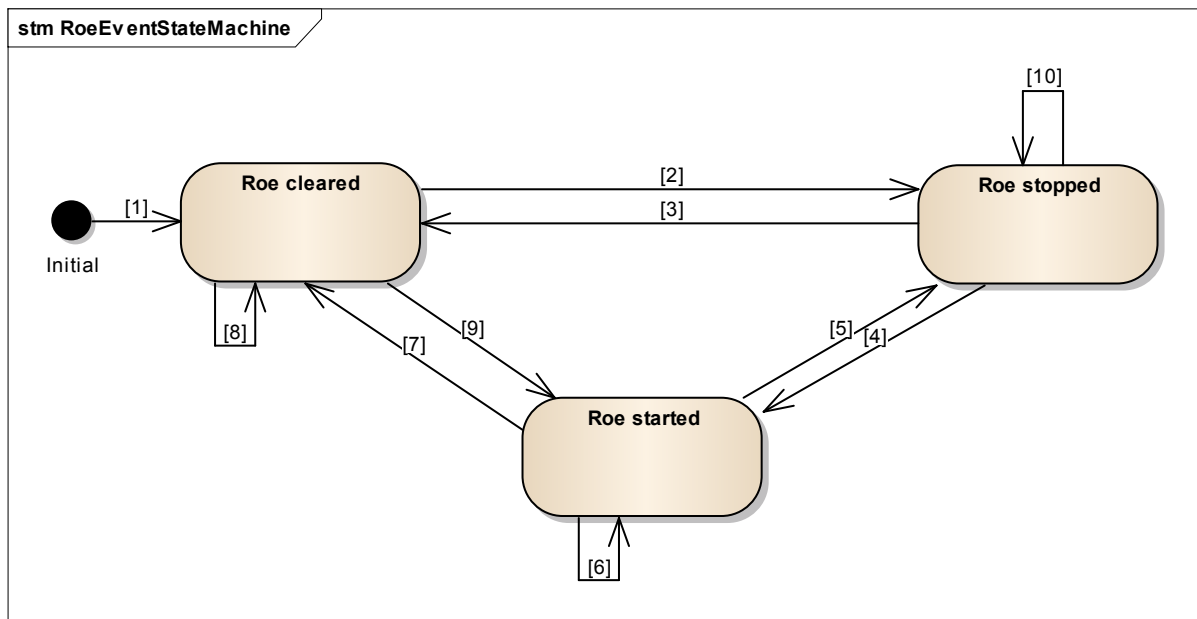 stm RoeEventStateMachine
[10]
Roe cleared
Roe stopped
[2]
[1]
[3]
Initial
[8]
[9]
[7]
[5]
[4]
Roe started
[6]